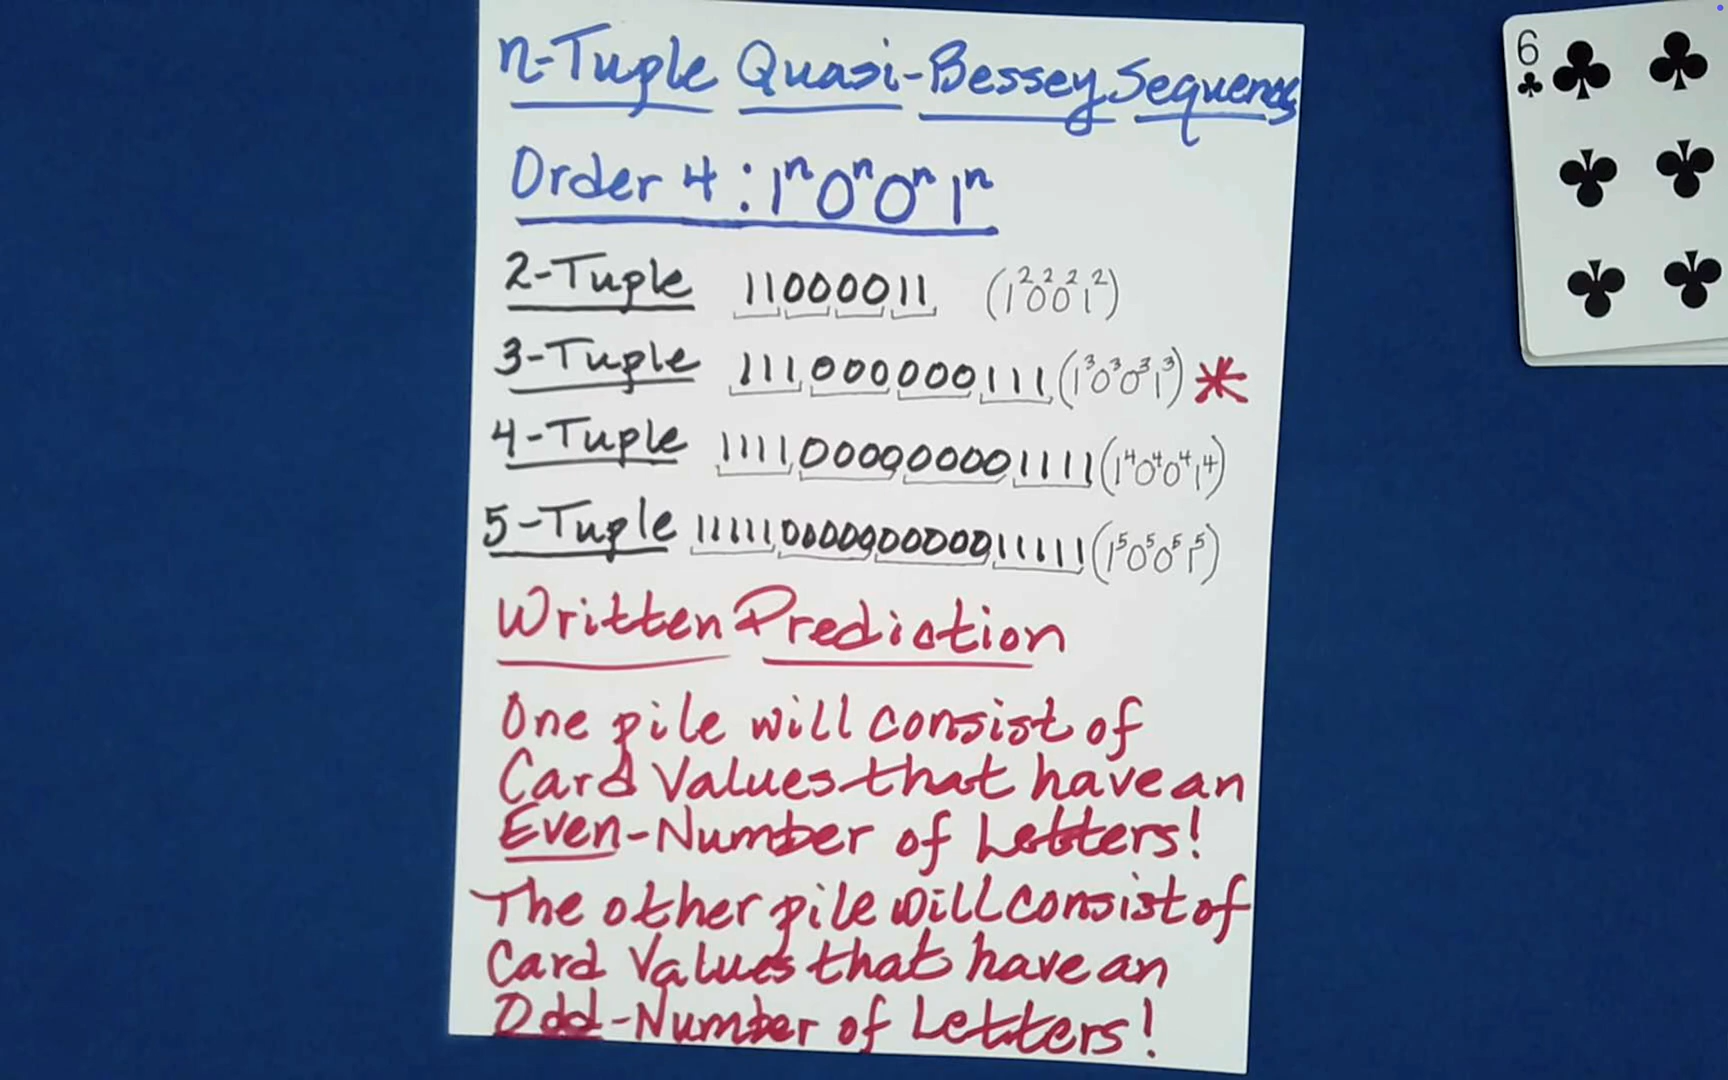 n-Tuple Quasi-Bessey Sequences
Order 4 : 1ⁿ0ⁿ0ⁿ1ⁿ
2-Tuple 11000011 (1²0²0²1²)
3-Tuple 111000000111 (1³0³0³1³) *
4-Tuple 1111000000001111 (1⁴0⁴0⁴1⁴)
5-Tuple 11111000000000011111 (1⁵0⁵0⁵1⁵)
Written Prediction
One pile will consist of
Card Values that have an
Even-Number of Letters!
The other pile will consist of
Card Values that have an
Odd-Number of Letters!
6